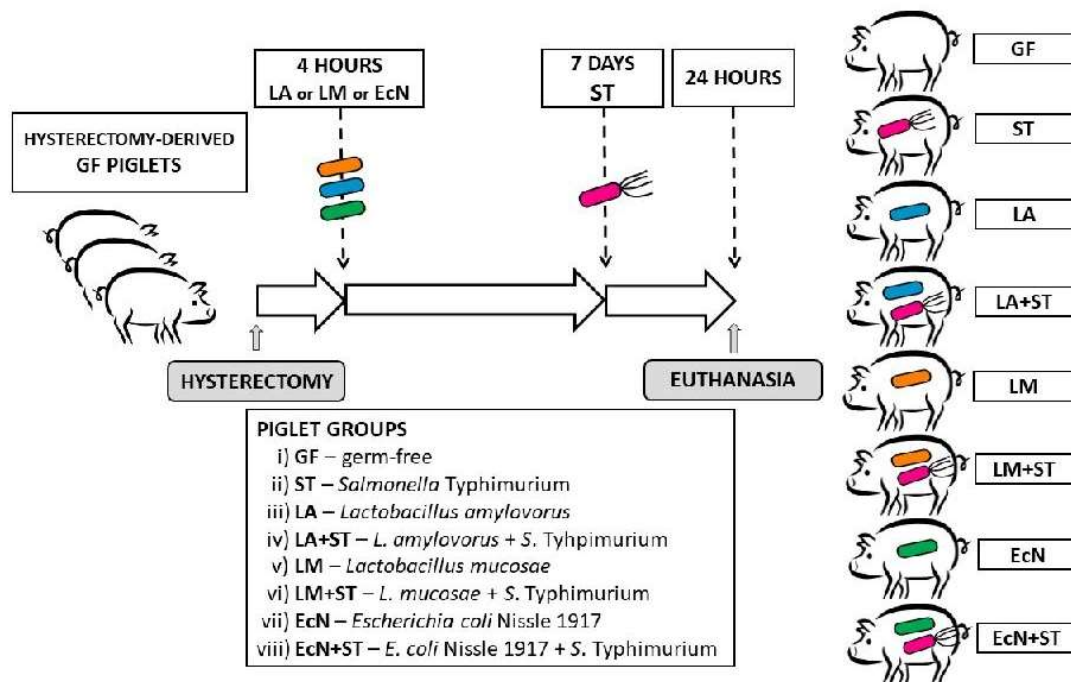 4 HOURS
LA or LM or EcN
7 DAYS
ST
24 HOURS
HYSTERECTOMY-DERIVED
GF PIGLETS
HYSTERECTOMY
EUTHANASIA
PIGLET GROUPS
i) GF – germ-free
ii) ST – Salmonella Typhimurium
iii) LA – Lactobacillus amylovorus
iv) LA+ST – L. amylovorus + S. Tyhpimurium
v) LM – Lactobacillus mucosae
vi) LM+ST – L. mucosae + S. Typhimurium
vii) EcN – Escherichia coli Nissle 1917
viii) EcN+ST – E. coli Nissle 1917 + S. Typhimurium
GF
ST
LA
LA+ST
LM
LM+ST
EcN
EcN+ST